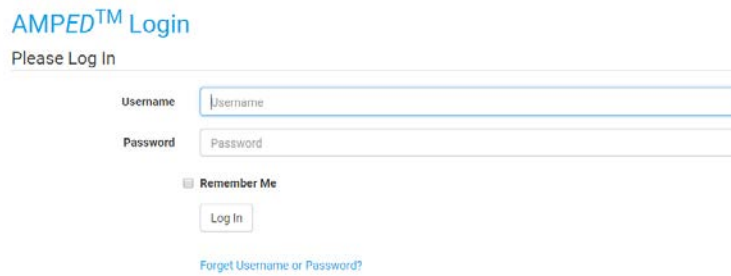 AMPED™ Login
Please Log In
Username Username
Password Password
Remember Me
Log In
Forget Username or Password?